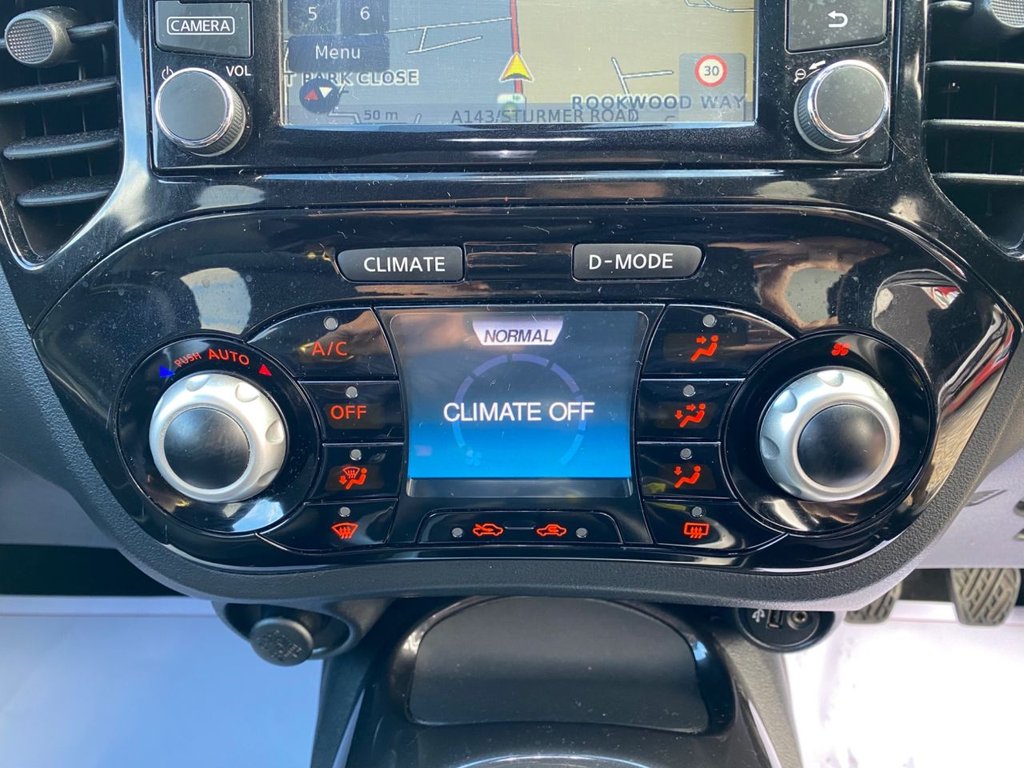 CAMERA
5 6
Menu
VOL
T PARK CLOSE
30
50 m
A143/STURMER ROAD
ROOKWOOD WAY
CLIMATE
D-MODE
NORMAL
PUSH AUTO
A/C
OFF
CLIMATE OFF